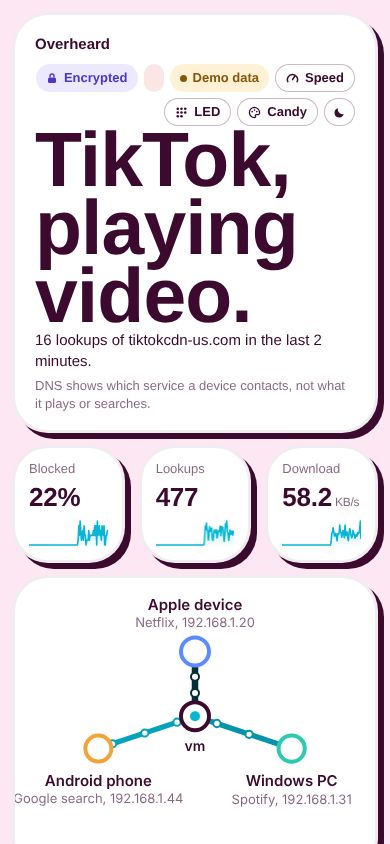 Overheard
Encrypted
Demo data
Speed
LED
Candy
TikTok,
playing
video.
16 lookups of tiktokcdn-us.com in the last 2
minutes.
DNS shows which service a device contacts, not what
it plays or searches.
Blocked
Lookups
Download
22%
477
58.2 KB/s
Apple device
Netflix, 192.168.1.20
vm
Android phone
Windows PC
Google search, 192.168.1.44
Spotify, 192.168.1.31